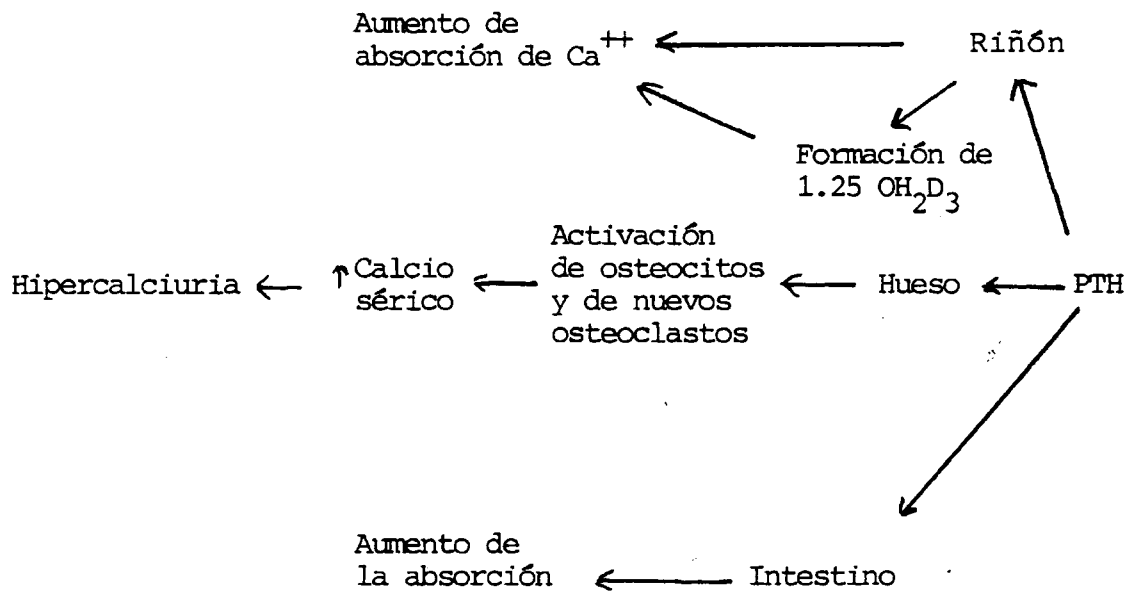 Aumento de
absorción de Ca++
Riñón
Formación de
1.25 OH2D3
Hipercalciuria
↑ Calcio
sérico
Activación
de osteocitos
y de nuevos
osteoclastos
Hueso
PTH
Aumento de
la absorción
Intestino